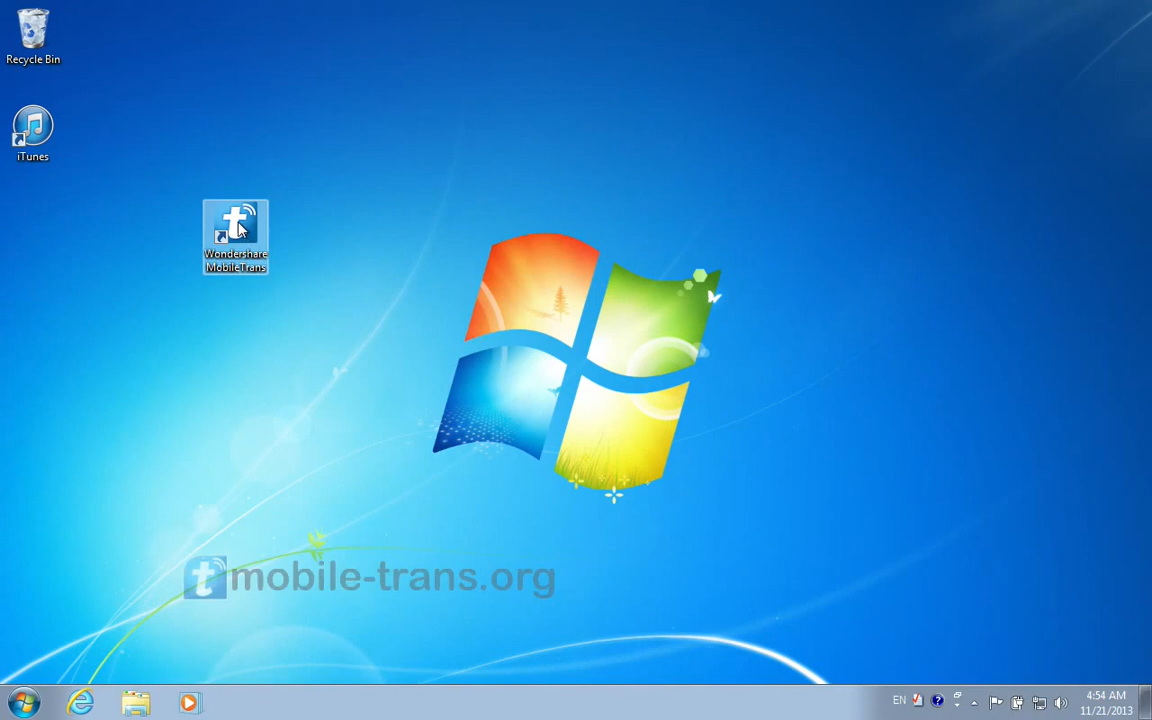 Recycle Bin
iTunes
Wondershare
MobileTrans
mobile-trans.org
EN
4:54 AM
11/21/2013